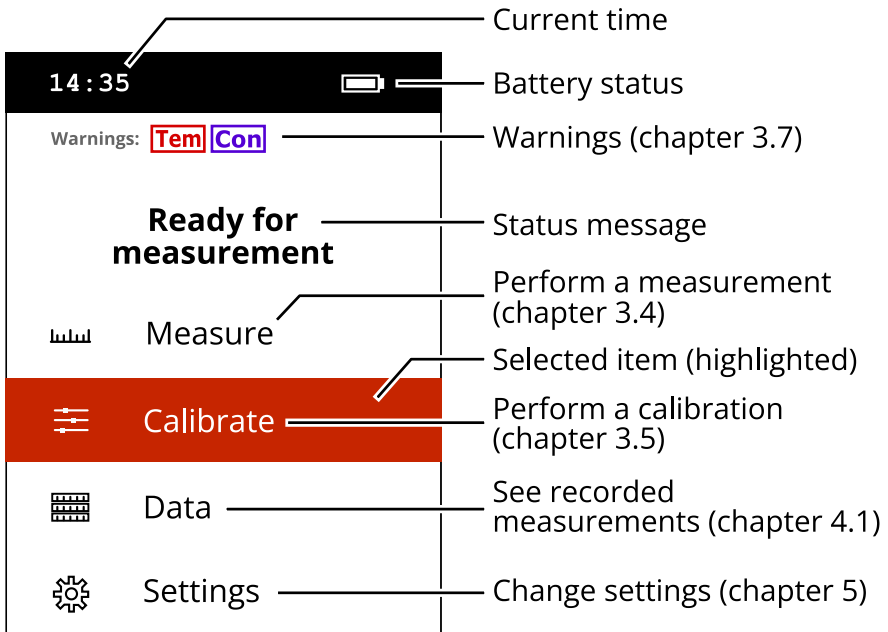 Current time
14:35
Battery status
Warnings: Tem Con
Warnings (chapter 3.7)
Ready for
measurement
Status message
Perform a measurement
(chapter 3.4)
Measure
Selected item (highlighted)
Calibrate
Perform a calibration
(chapter 3.5)
Data
See recorded
measurements (chapter 4.1)
Settings
Change settings (chapter 5)